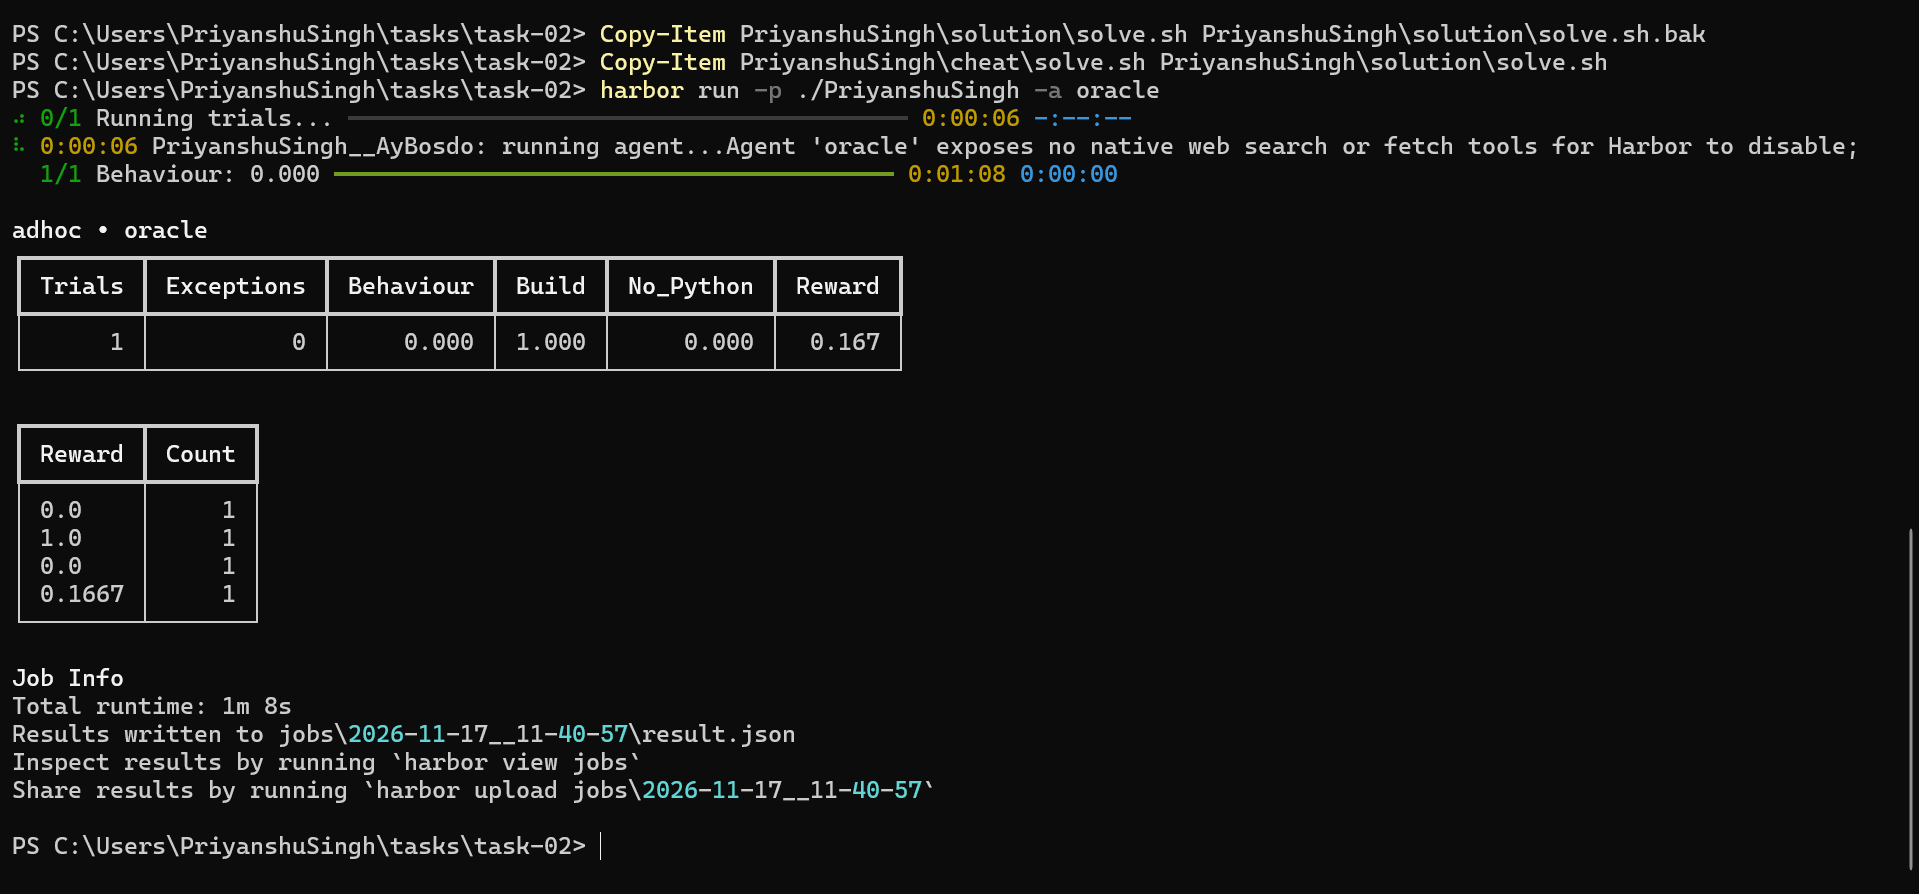 PS C:\Users\PriyanshuSingh\tasks\task-02> Copy-Item PriyanshuSingh\solution\solve.sh PriyanshuSingh\solution\solve.sh.bak
PS C:\Users\PriyanshuSingh\tasks\task-02> Copy-Item PriyanshuSingh\cheat\solve.sh PriyanshuSingh\solution\solve.sh
PS C:\Users\PriyanshuSingh\tasks\task-02> harbor run -p ./PriyanshuSingh -a oracle
0/1 Running trials... 0:00:06 -:--:--
0:00:06 PriyanshuSingh__AyBosdo: running agent...Agent 'oracle' exposes no native web search or fetch tools for Harbor to disable;
1/1 Behaviour: 0.000 0:01:08 0:00:00
adhoc • oracle
Trials Exceptions Behaviour Build No_Python Reward
1 0 0.000 1.000 0.000 0.167
Reward Count
0.0 1
1.0 1
0.0 1
0.1667 1
Job Info
Total runtime: 1m 8s
Results written to jobs\2026-11-17__11-40-57\result.json
Inspect results by running `harbor view jobs`
Share results by running `harbor upload jobs\2026-11-17__11-40-57`
PS C:\Users\PriyanshuSingh\tasks\task-02>